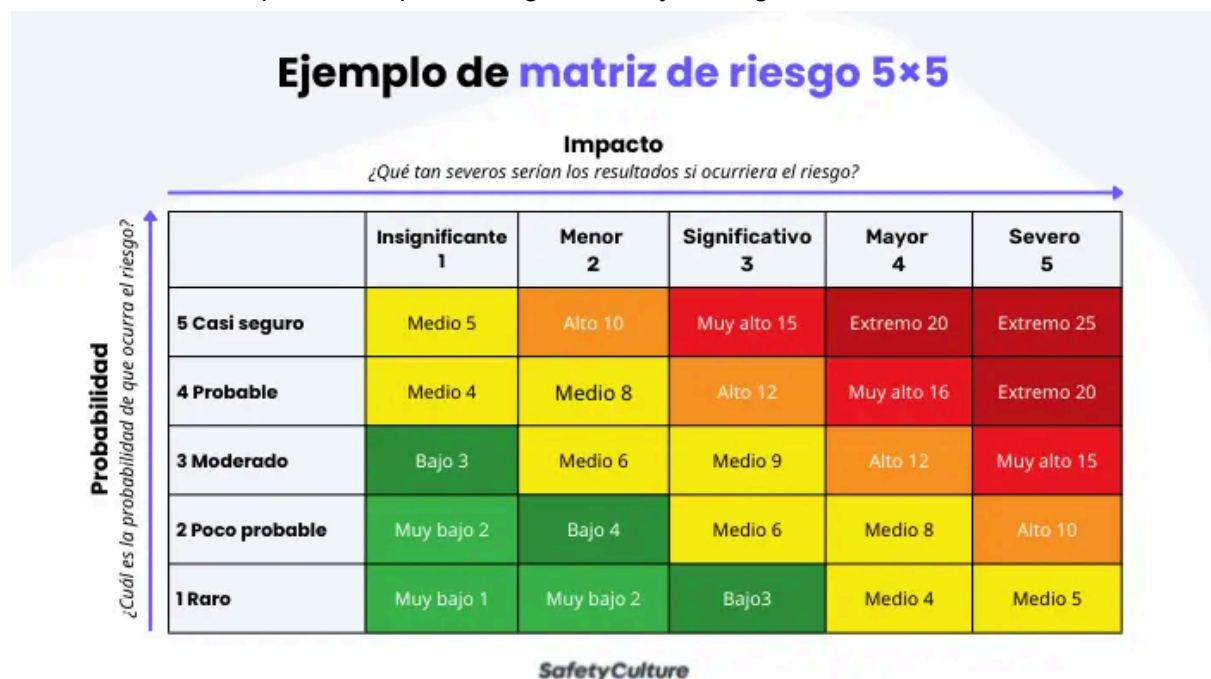 Ejemplo de matriz de riesgo 5×5
Impacto
¿Qué tan severos serían los resultados si ocurriera el riesgo?
Probabilidad
¿Cuál es la probabilidad de que ocurra el riesgo?
Insignificante 1 Menor 2 Significativo 3 Mayor 4 Severo 5
5 Casi seguro Medio 5 Alto 10 Muy alto 15 Extremo 20 Extremo 25
4 Probable Medio 4 Medio 8 Alto 12 Muy alto 16 Extremo 20
3 Moderado Bajo 3 Medio 6 Medio 9 Alto 12 Muy alto 15
2 Poco probable Muy bajo 2 Bajo 4 Medio 6 Medio 8 Alto 10
1 Raro Muy bajo 1 Muy bajo 2 Bajo3 Medio 4 Medio 5
SafetyCulture